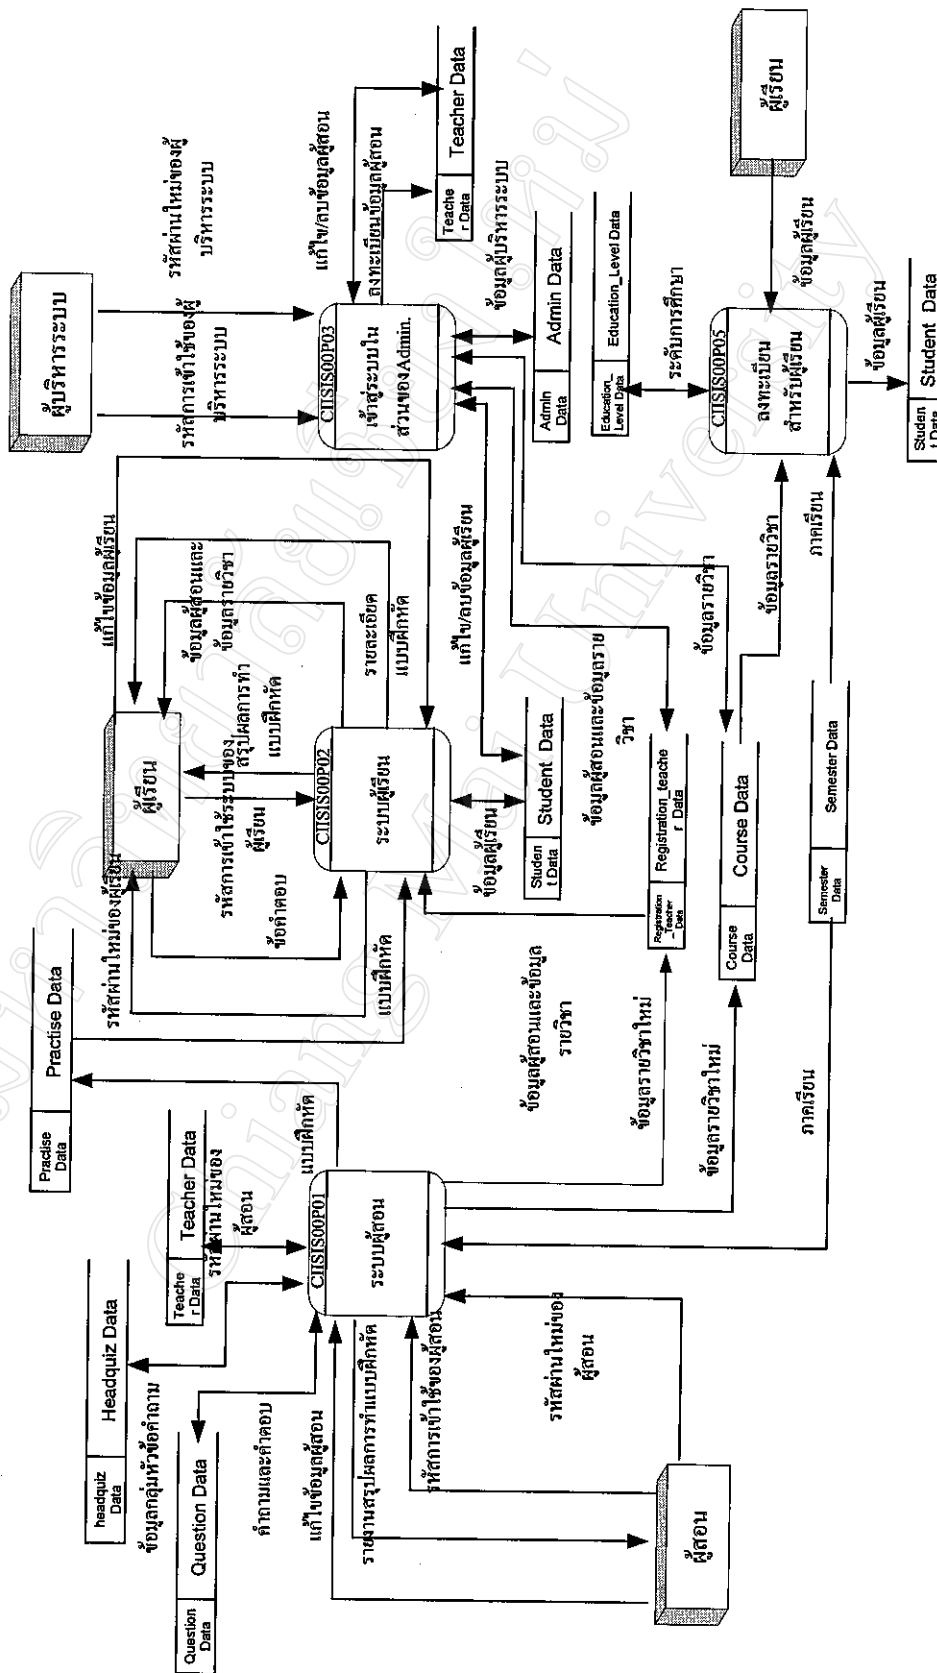 ผู้บริหารระบบ
รหัสผ่านใหม่ของผู้
บริหารระบบ
รหัสการเข้าใช้ของผู้
บริหารระบบ
CIISIS00P03
เข้าสู่ระบบใน
ส่วนของAdmin.
แก้ไข/ลบข้อมูลผู้สอน
ลงทะเบียนข้อมูลผู้สอน
Teache
r Data
Teacher Data
ข้อมูลผู้บริหารระบบ
Admin
Data
Admin Data
Education_
Level Data
Education_Level Data
ระดับการศึกษา
ผู้เรียน
ข้อมูลผู้เรียน
CIISIS00P05
ลงทะเบียน
สำหรับผู้เรียน
ข้อมูลผู้เรียน
Studen
t Data
Student Data
แก้ไขข้อมูลผู้เรียน
ข้อมูลผู้สอนและ
ข้อมูลรายวิชา
รายละเอียด
แบบฝึกหัด
ผู้เรียน
สรุปผลการทำ
แบบฝึกหัด
รหัสการเข้าใช้ระบบของ
ผู้เรียน
CIISIS00P02
ระบบผู้เรียน
ข้อคำตอบ
รหัสผ่านใหม่ของผู้เรียน
แบบฝึกหัด
แก้ไข/ลบข้อมูลผู้เรียน
ข้อมูลผู้เรียน
Studen
t Data
Student Data
ข้อมูลผู้สอนและข้อมูลราย
วิชา
ข้อมูลรายวิชา
ข้อมูลรายวิชา
ภาคเรียน
Registration
_Teacher
Data
Registration_teache
r Data
Course
Data
Course Data
Semester
Data
Semester Data
Practise
Data
Practise Data
แบบฝึกหัด
Teache
r Data
Teacher Data
รหัสผ่านใหม่ของ
ผู้สอน
headquiz
Data
Headquiz Data
ข้อมูลกลุ่มหัวข้อคำถาม
Question
Data
Question Data
คำถามและคำตอบ
CIISIS00P01
ระบบผู้สอน
ข้อมูลผู้สอนและข้อมูล
รายวิชา
ข้อมูลรายวิชาใหม่
ข้อมูลรายวิชาใหม่
ภาคเรียน
แก้ไขข้อมูลผู้สอน
รายงานสรุปผลการทำแบบฝึกหัด
รหัสการเข้าใช้ของผู้สอน
รหัสผ่านใหม่ของ
ผู้สอน
ผู้สอน
Chiang Mai University